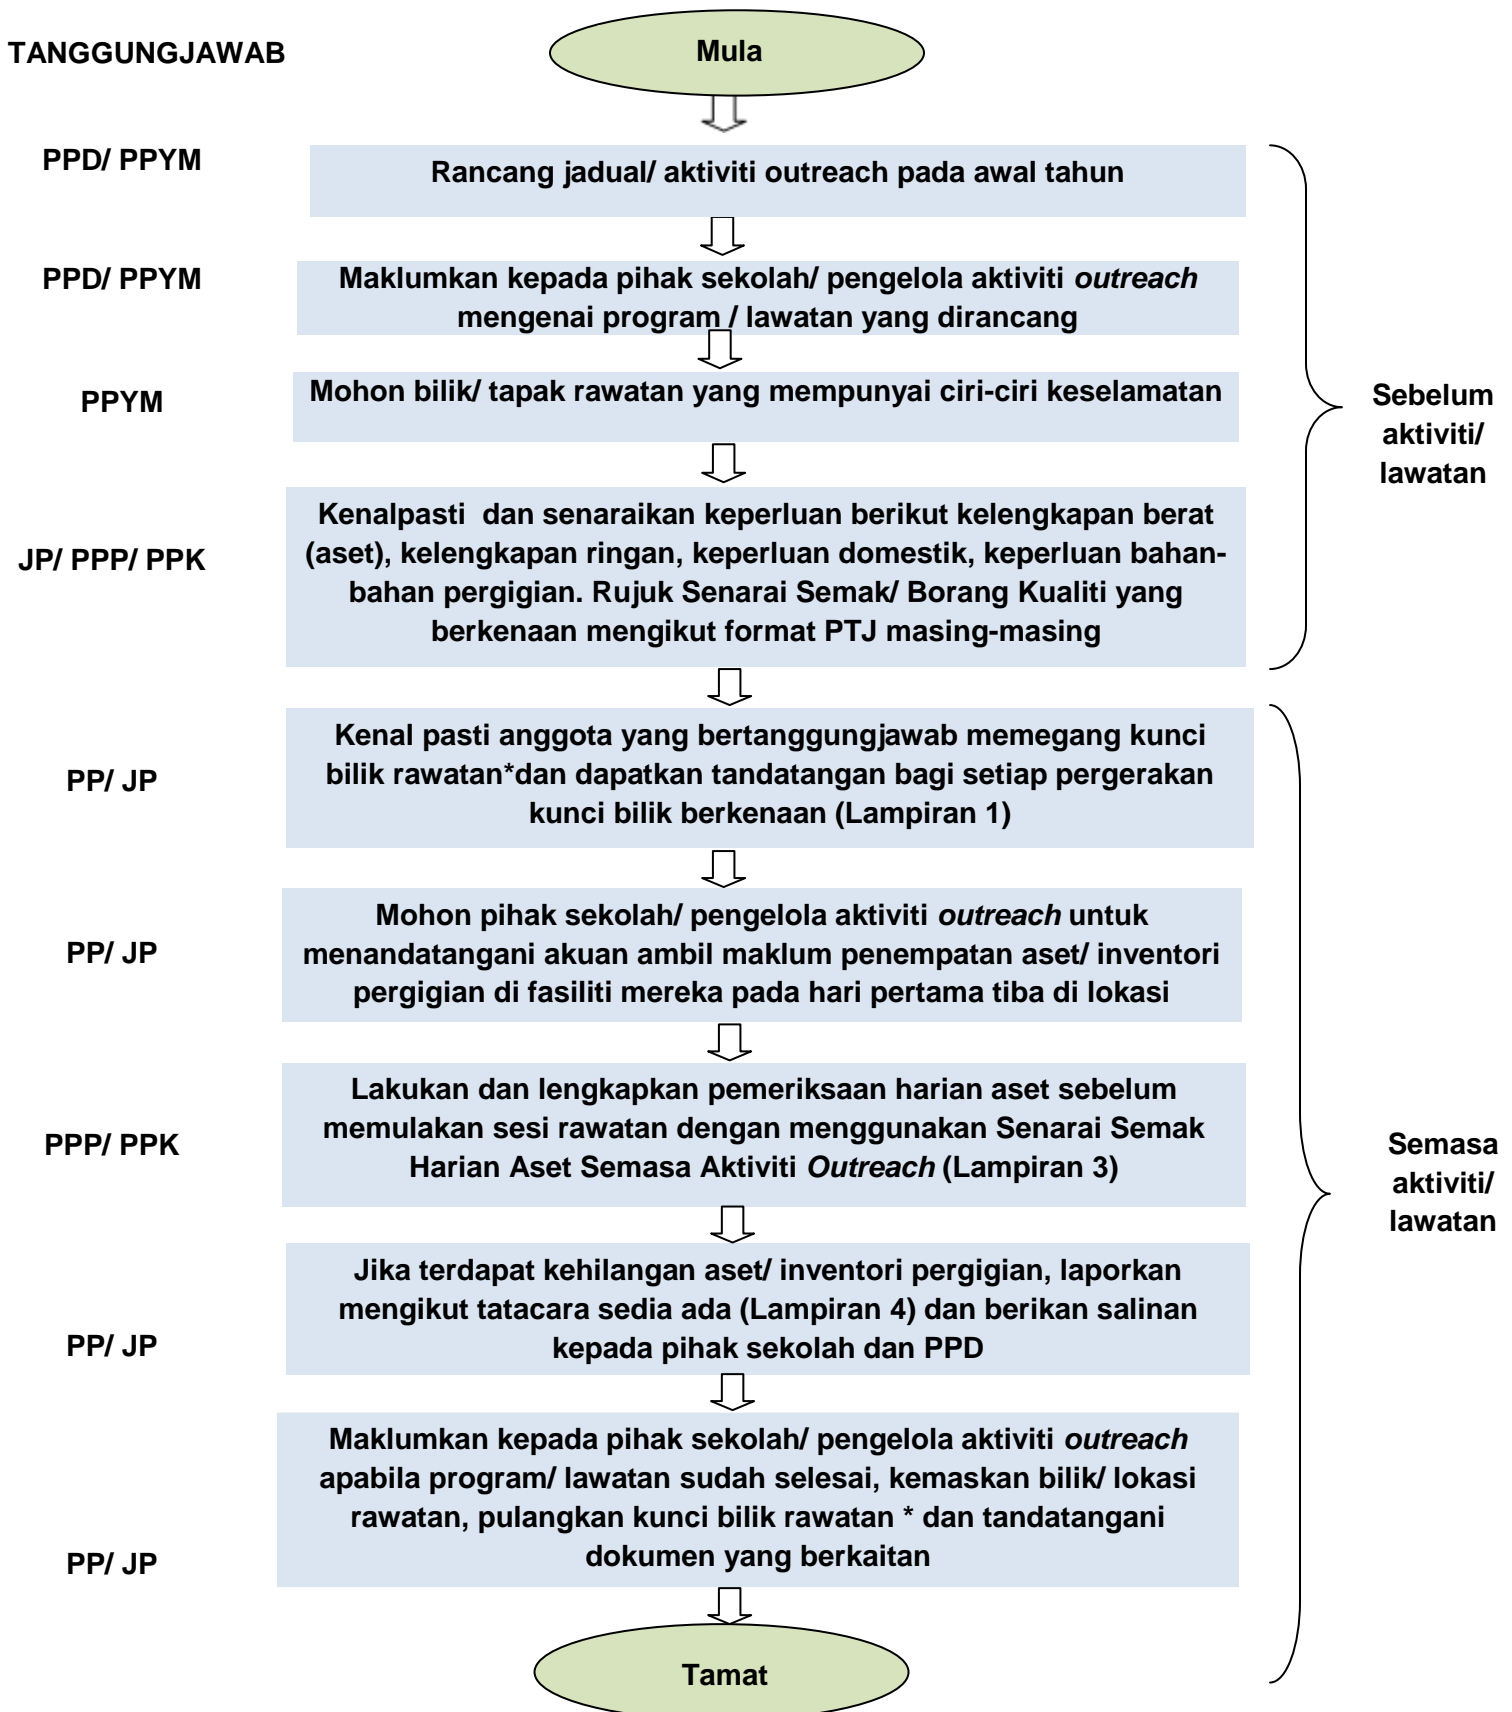 TANGGUNGJAWAB
Mula
PPD/ PPYM
Rancang jadual/ aktiviti outreach pada awal tahun
PPD/ PPYM
Maklumkan kepada pihak sekolah/ pengelola aktiviti outreach
mengenai program / lawatan yang dirancang
PPYM
Mohon bilik/ tapak rawatan yang mempunyai ciri-ciri keselamatan
Sebelum
aktiviti/
lawatan
JP/ PPP/ PPK
Kenalpasti  dan senaraikan keperluan berikut kelengkapan berat
(aset), kelengkapan ringan, keperluan domestik, keperluan bahan-
bahan pergigian. Rujuk Senarai Semak/ Borang Kualiti yang
berkenaan mengikut format PTJ masing-masing
PP/ JP
Kenal pasti anggota yang bertanggungjawab memegang kunci
bilik rawatan*dan dapatkan tandatangan bagi setiap pergerakan
kunci bilik berkenaan (Lampiran 1)
PP/ JP
Mohon pihak sekolah/ pengelola aktiviti outreach untuk
menandatangani akuan ambil maklum penempatan aset/ inventori
pergigian di fasiliti mereka pada hari pertama tiba di lokasi
PPP/ PPK
Lakukan dan lengkapkan pemeriksaan harian aset sebelum
memulakan sesi rawatan dengan menggunakan Senarai Semak
Harian Aset Semasa Aktiviti Outreach (Lampiran 3)
Semasa
aktiviti/
lawatan
PP/ JP
Jika terdapat kehilangan aset/ inventori pergigian, laporkan
mengikut tatacara sedia ada (Lampiran 4) dan berikan salinan
kepada pihak sekolah dan PPD
PP/ JP
Maklumkan kepada pihak sekolah/ pengelola aktiviti outreach
apabila program/ lawatan sudah selesai, kemaskan bilik/ lokasi
rawatan, pulangkan kunci bilik rawatan * dan tandatangani
dokumen yang berkaitan
Tamat